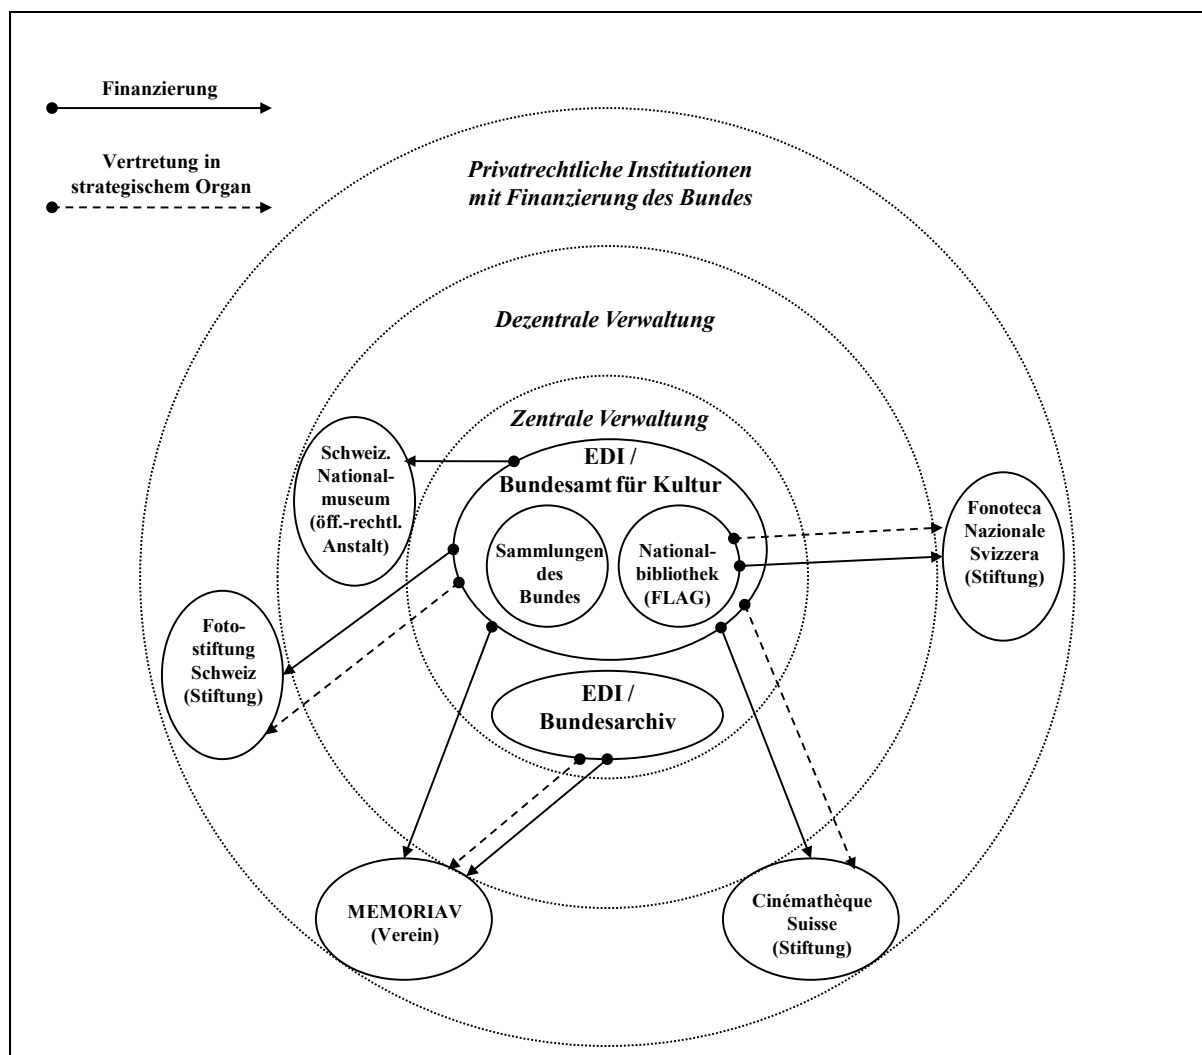 Finanzierung
Vertretung in
strategischem Organ
Privatrechtliche Institutionen
mit Finanzierung des Bundes
Dezentrale Verwaltung
Zentrale Verwaltung
EDI /
Bundesamt für Kultur
Schweiz.
National-
museum
(öff.-rechtl.
Anstalt)
Sammlungen
des
Bundes
National-
bibliothek
(FLAG)
Fonoteca
Nazionale
Svizzera
(Stiftung)
Foto-
stiftung
Schweiz
(Stiftung)
EDI /
Bundesarchiv
MEMORIAV
(Verein)
Cinémathèque
Suisse
(Stiftung)